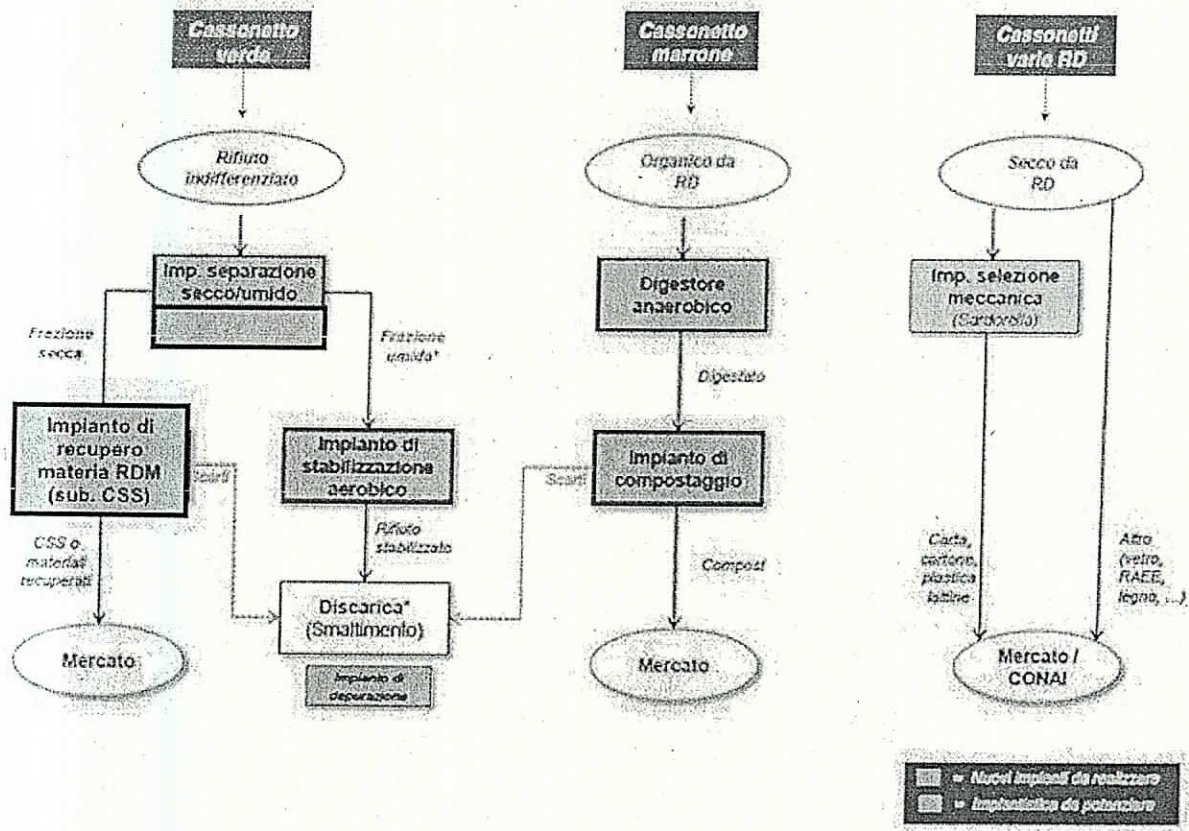 Cassonetto
verde
Cassonetto
marrone
Cassonetti
varie RD
Rifiuto
indifferenziato
Organico da
RD
Secco da
RD
Imp. separazione
secco/umido
Digestore
anaerobico
Imp. selezione
meccanica
(Sardorella)
Frazione
secca
Frazione
umida*
Digestato
Impianto di
recupero
materia RDM
(sub. CSS)
Scarti
Impianto di
stabilizzazione
aerobico
Scarti
Impianto di
compostaggio
CSS o
materiali
recuperati
Rifiuto
stabilizzato
Compost
Carta,
cartone,
plastica
lattine
Altro
(vetro,
RAEE,
legno, ...)
Discarica*
(Smaltimento)
Mercato
Mercato
Mercato /
CONAI
Impianto di
depurazione
= Nuovi impianti da realizzare
= Impiantistica da potenziare